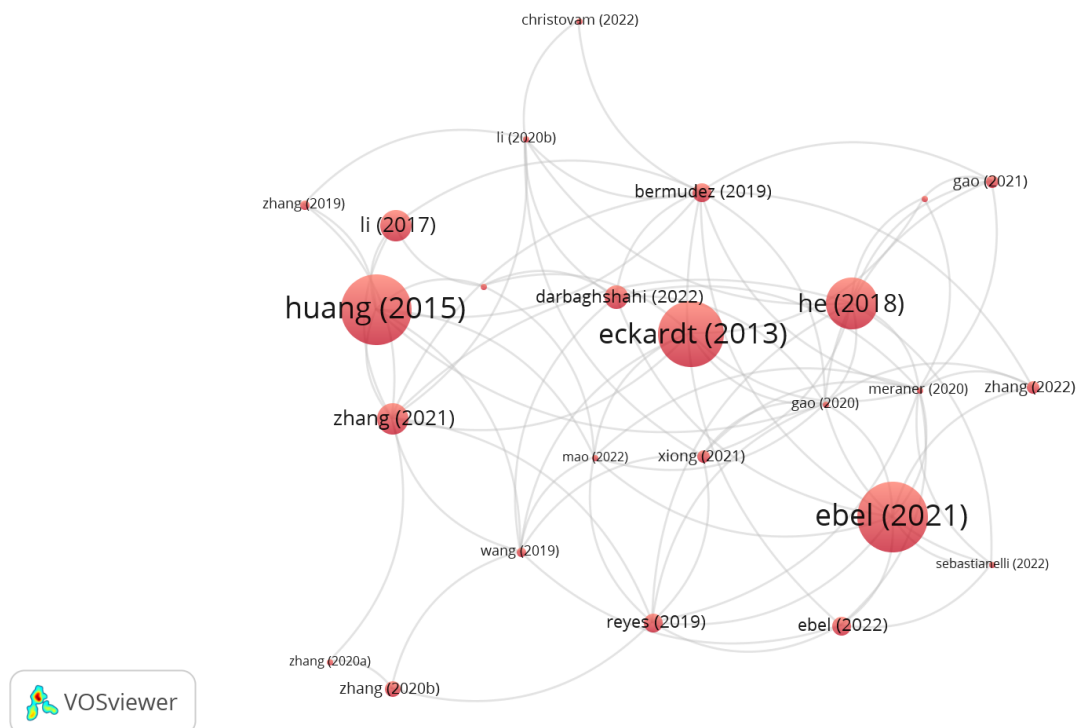 christovam (2022)
li (2020b)
gao (2021)
bermudez (2019)
zhang (2019)
li (2017)
darbaghshahi (2022)
he (2018)
huang (2015)
eckardt (2013)
meraner (2020)
zhang (2022)
gao (2020)
zhang (2021)
mao (2022)
xiong (2021)
ebel (2021)
wang (2019)
sebastianelli (2022)
reyes (2019)
ebel (2022)
zhang (2020a)
zhang (2020b)
VOSviewer